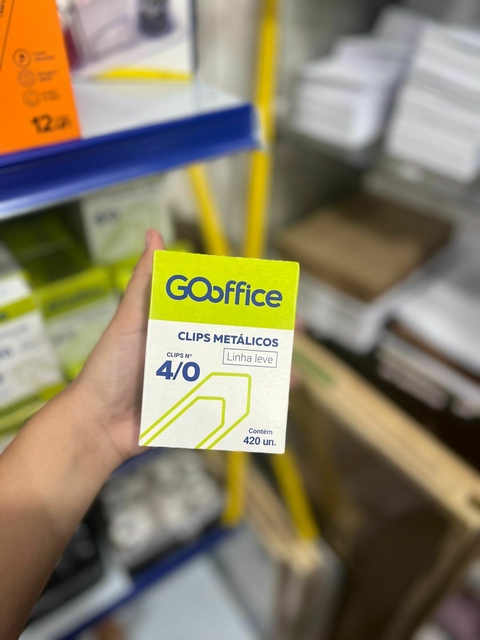 12
GOoffice
CLIPS METÁLICOS
Linha leve
CLIPS Nº
4/0
Contém
420 un.